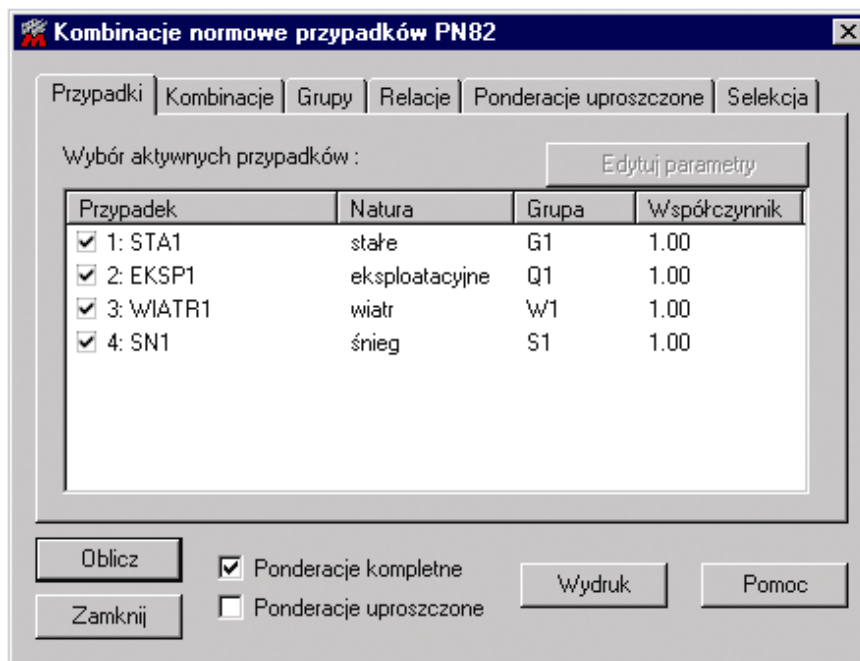 Kombinacje normowe przypadków PN82
Przypadki Kombinacje Grupy Relacje Ponderacje uproszczone Selekcja
Wybór aktywnych przypadków : Edytuj parametry
Przypadek Natura Grupa Współczynnik
1: STA1 stałe G1 1.00
2: EKSP1 eksploatacyjne Q1 1.00
3: WIATR1 wiatr W1 1.00
4: SN1 śnieg S1 1.00
Oblicz Ponderacje kompletne Wydruk Pomoc
Zamknij Ponderacje uproszczone